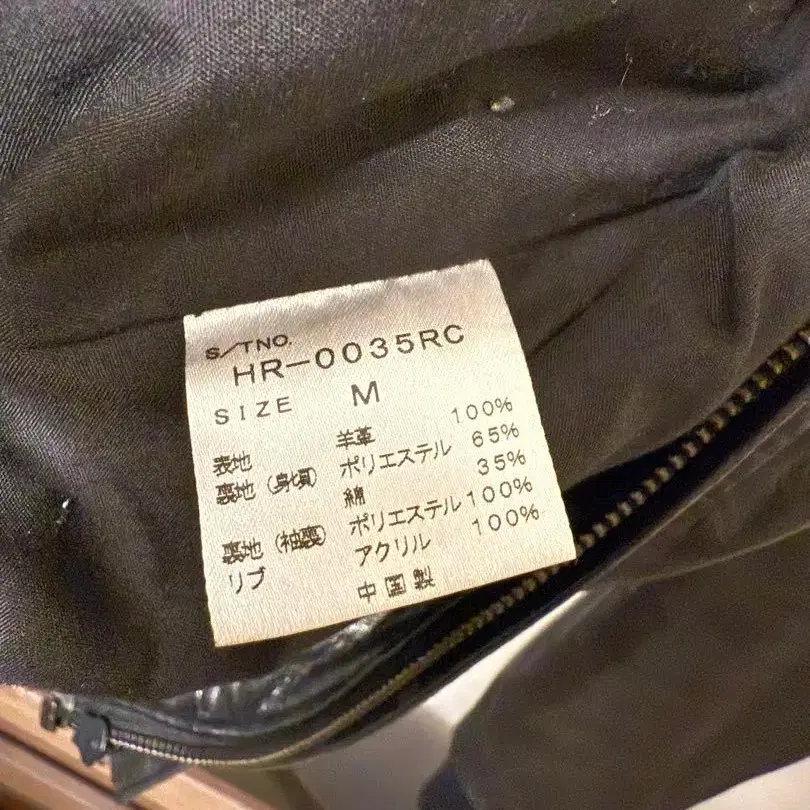 S/TNO.
HR-0035RC
SIZE M
表地 羊革 100%
裏地(身頃) ポリエステル 65%
綿 35%
裏地(袖裏) ポリエステル 100%
リブ アクリル 100%
中国製